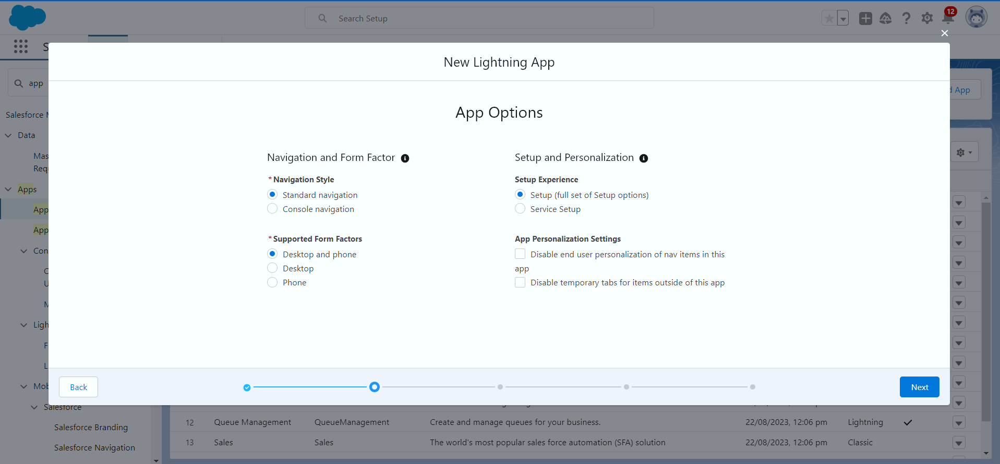 Search Setup
12
S
app
d App
Salesforce M
Data
Mas
Req
Apps
App
App
Con
C
U
M
Ligh
F
L
Mob
Salesforce
Salesforce Branding
Salesforce Navigation
New Lightning App
App Options
Navigation and Form Factor
*Navigation Style
Standard navigation
Console navigation
*Supported Form Factors
Desktop and phone
Desktop
Phone
Setup and Personalization
Setup Experience
Setup (full set of Setup options)
Service Setup
App Personalization Settings
Disable end user personalization of nav items in this
app
Disable temporary tabs for items outside of this app
Back
Next
12 Queue Management QueueManagement Create and manage queues for your business. 22/08/2023, 12:06 pm Lightning
13 Sales Sales The world's most popular sales force automation (SFA) solution 22/08/2023, 12:06 pm Classic